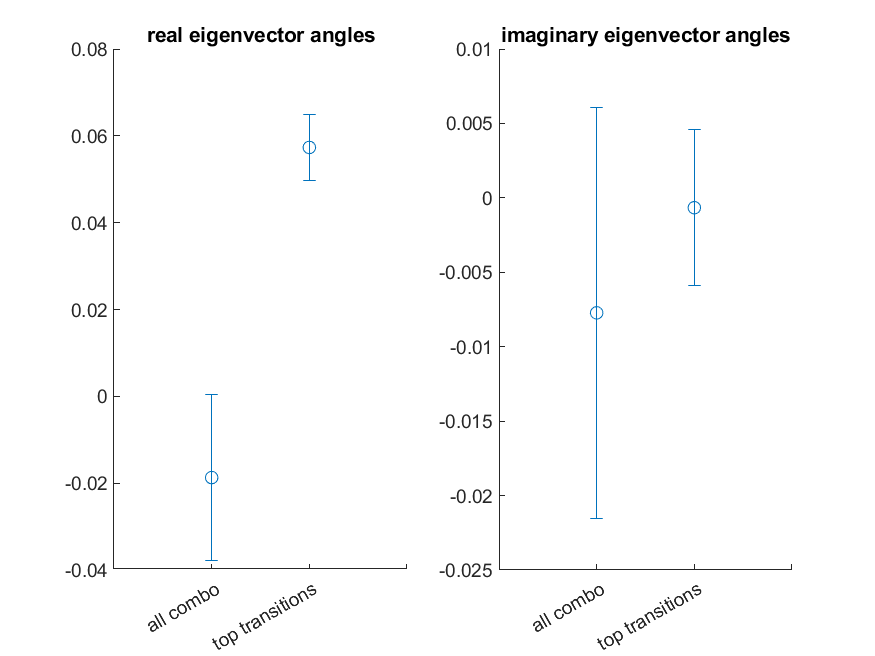 real eigenvector angles
0.08
0.06
0.04
0.02
0
-0.02
-0.04
all combo
top transitions
imaginary eigenvector angles
0.01
0.005
0
-0.005
-0.01
-0.015
-0.02
-0.025
all combo
top transitions